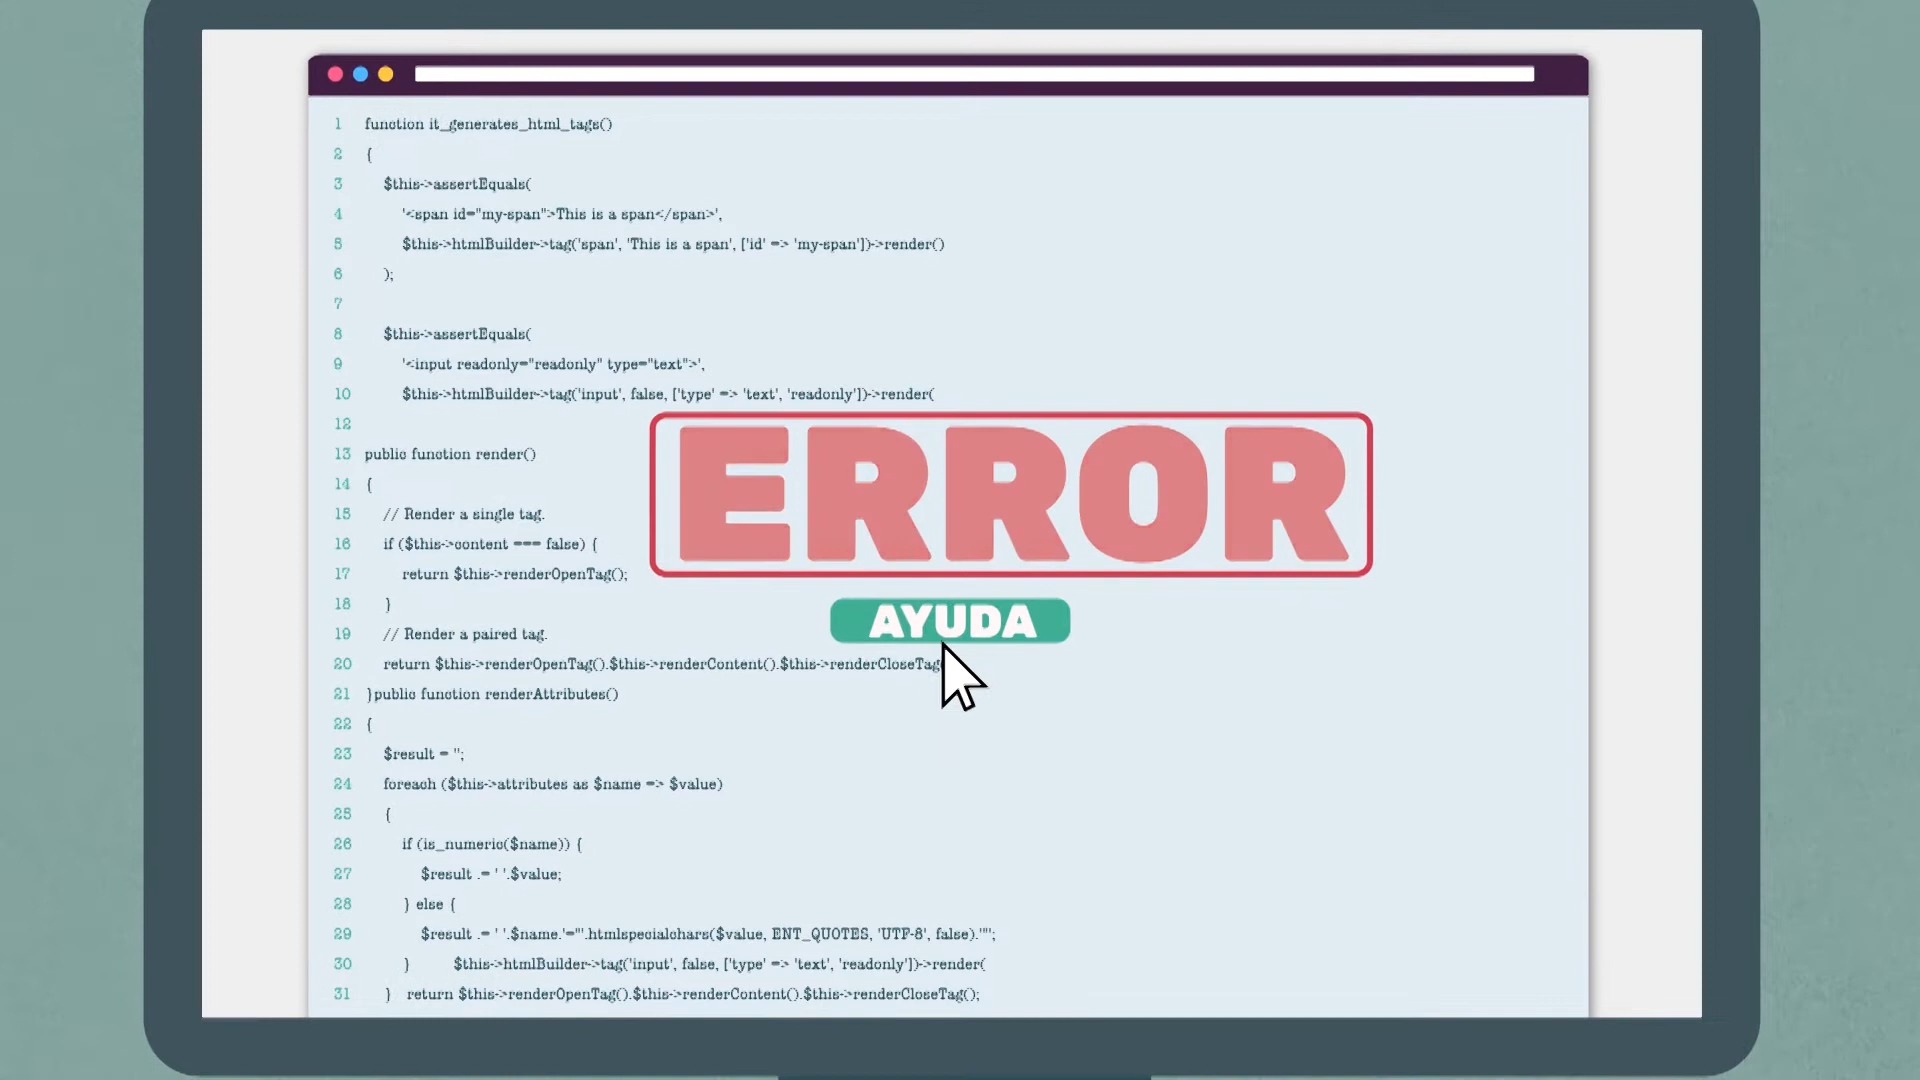 1 function it_generates_html_tags()
2 {
3 $this->assertEquals(
4 '<span id="my-span">This is a span</span>',
5 $this->htmlBuilder->tag('span', 'This is a span', ['id' => 'my-span'])->render()
6 );
7
8 $this->assertEquals(
9 '<input readonly="readonly" type="text">',
10 $this->htmlBuilder->tag('input', false, ['type' => 'text', 'readonly'])->render(
12
13 public function render()
14 {
15 // Render a single tag.
16 if ($this->content === false) {
17 return $this->renderOpenTag();
18 }
19 // Render a paired tag.
20 return $this->renderOpenTag().$this->renderContent().$this->renderCloseTag
21 }public function renderAttributes()
22 {
23 $result = '';
24 foreach ($this->attributes as $name => $value)
25 {
26 if (is_numeric($name)) {
27 $result .= ' '.$value;
28 } else {
29 $result .= ' '.$name.'="'.htmlspecialchars($value, ENT_QUOTES, 'UTF-8', false).'"';
30 } $this->htmlBuilder->tag('input', false, ['type' => 'text', 'readonly'])->render(
31 } return $this->renderOpenTag().$this->renderContent().$this->renderCloseTag();
ERROR
AYUDA